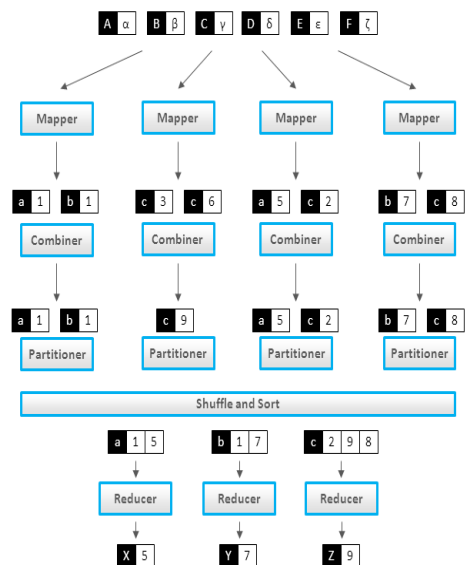 A α B β C γ D δ E ε F ζ
Mapper Mapper Mapper Mapper
a 1 b 1 c 3 c 6 a 5 c 2 b 7 c 8
Combiner Combiner Combiner Combiner
a 1 b 1 c 9 a 5 c 2 b 7 c 8
Partitioner Partitioner Partitioner Partitioner
Shuffle and Sort
a 1 5 b 1 7 c 2 9 8
Reducer Reducer Reducer
X 5 Y 7 Z 9